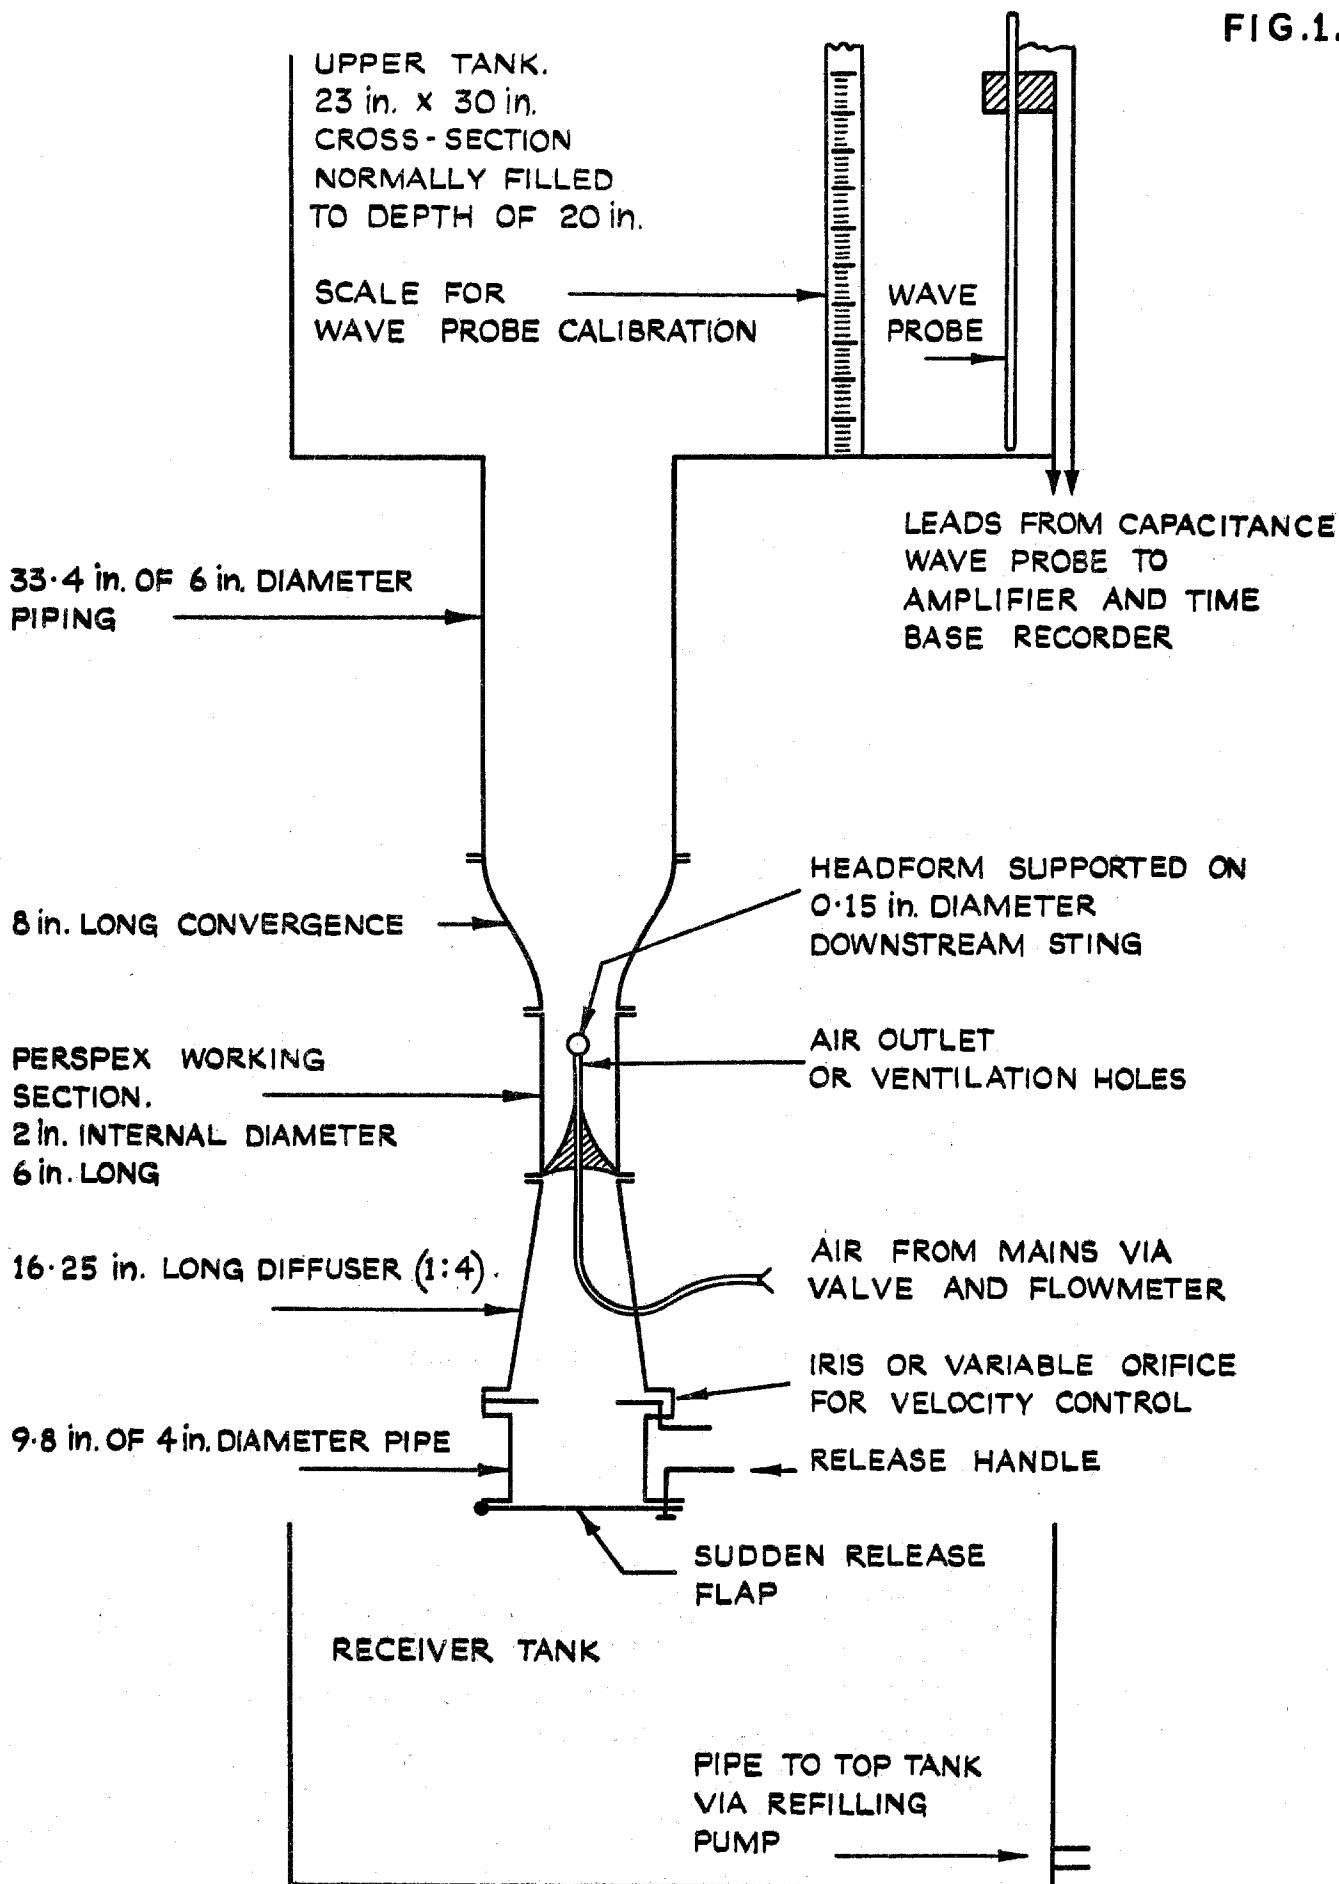 FIG.1.
UPPER TANK.
23 in. x 30 in.
CROSS-SECTION
NORMALLY FILLED
TO DEPTH OF 20 in.
SCALE FOR
WAVE PROBE CALIBRATION
WAVE
PROBE
LEADS FROM CAPACITANCE
WAVE PROBE TO
AMPLIFIER AND TIME
BASE RECORDER
33·4 in. OF 6 in. DIAMETER
PIPING
HEADFORM SUPPORTED ON
0·15 in. DIAMETER
DOWNSTREAM STING
8 in. LONG CONVERGENCE
AIR OUTLET
OR VENTILATION HOLES
PERSPEX WORKING
SECTION.
2 in. INTERNAL DIAMETER
6 in. LONG
16·25 in. LONG DIFFUSER (1:4).
AIR FROM MAINS VIA
VALVE AND FLOWMETER
IRIS OR VARIABLE ORIFICE
FOR VELOCITY CONTROL
9·8 in. OF 4 in. DIAMETER PIPE
RELEASE HANDLE
SUDDEN RELEASE
FLAP
RECEIVER TANK
PIPE TO TOP TANK
VIA REFILLING
PUMP